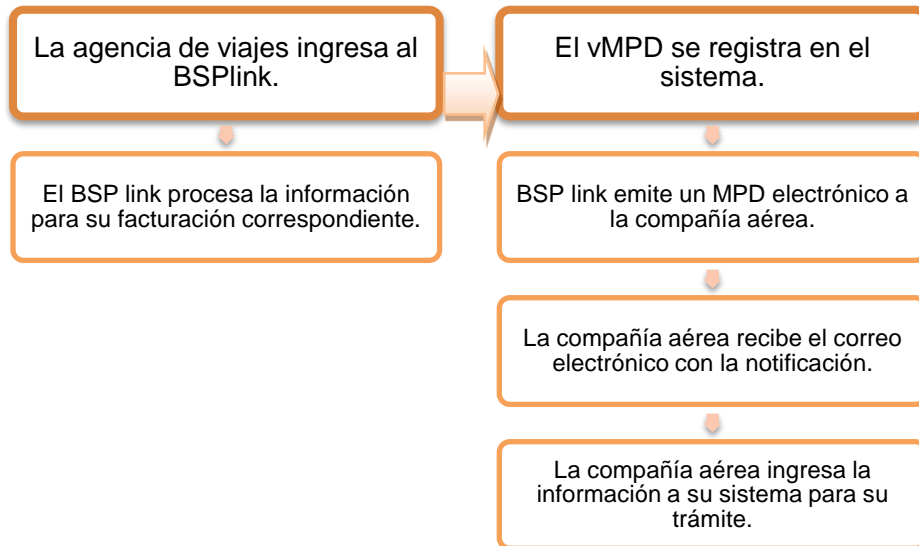 La agencia de viajes ingresa al
BSPlink.
El BSP link procesa la información
para su facturación correspondiente.
El vMPD se registra en el
sistema.
BSP link emite un MPD electrónico a
la compañía aérea.
La compañía aérea recibe el correo
electrónico con la notificación.
La compañía aérea ingresa la
información a su sistema para su
trámite.